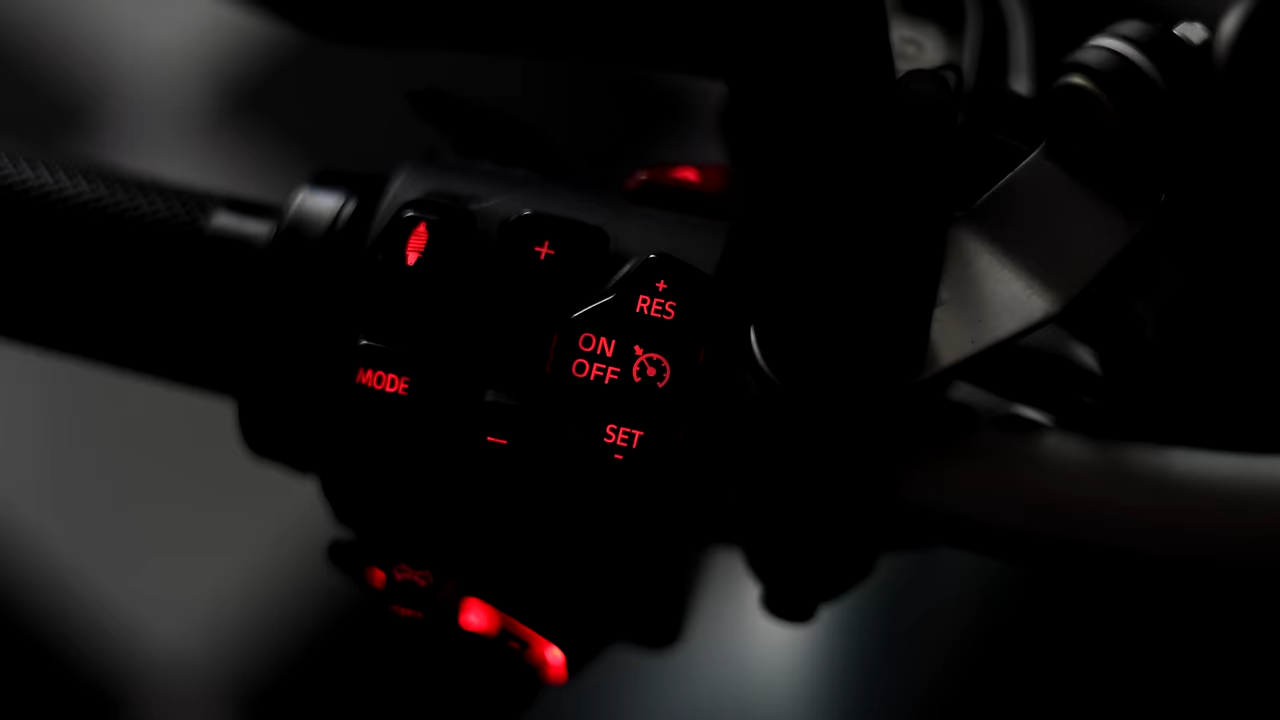 +
+
RES
ON
OFF
MODE
SET
-
—